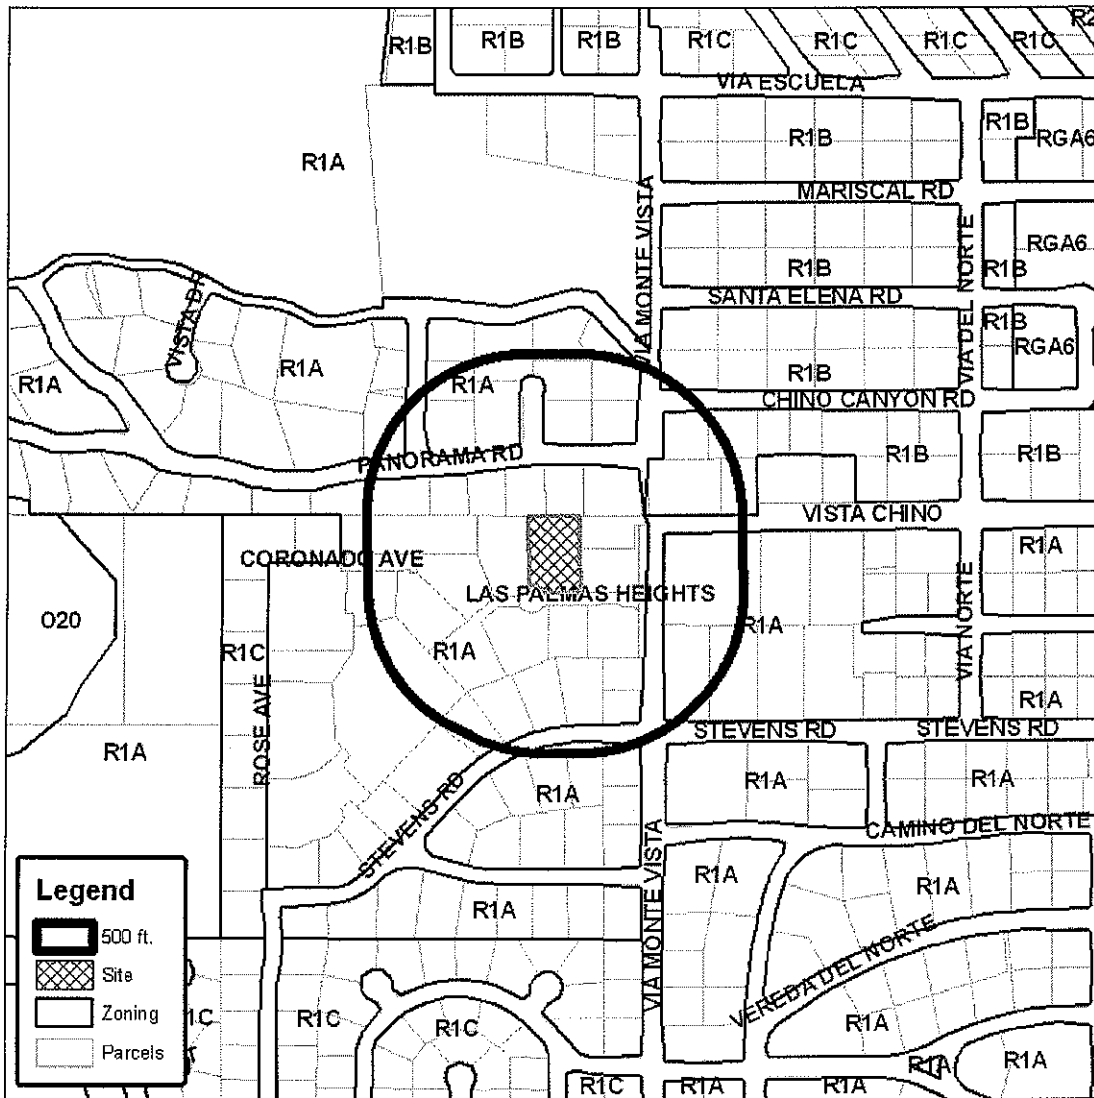 R2
R1B
R1B
R1B
R1C
R1C
R1C
R1C
VIA ESCUELA
R1B
R1B
RGA6
R1A
MARISCAL RD
VIA MONTE VISTA
VIA DEL NORTE
RGA6
R1B
R1B
SANTA ELENA RD
VISTA DR
R1B
RGA6
R1A
R1A
R1A
R1B
CHINO CANYON RD
PANORAMA RD
R1B
R1B
VISTA CHINO
CORONADO AVE
R1A
LAS PALMAS HEIGHTS
O20
R1A
VIA NORTE
R1C
R1A
ROSE AVE
R1A
STEVENS RD
STEVENS RD
R1A
R1A
R1A
R1A
STEVENS RD
CAMINO DEL NORTE
VIA MONTE VISTA
R1A
R1A
R1A
VEREDA DEL NORTE
R1C
R1C
R1A
R1A
R1A
R1C
R1A
R1A
Legend
500 ft.
Site
Zoning
Parcels